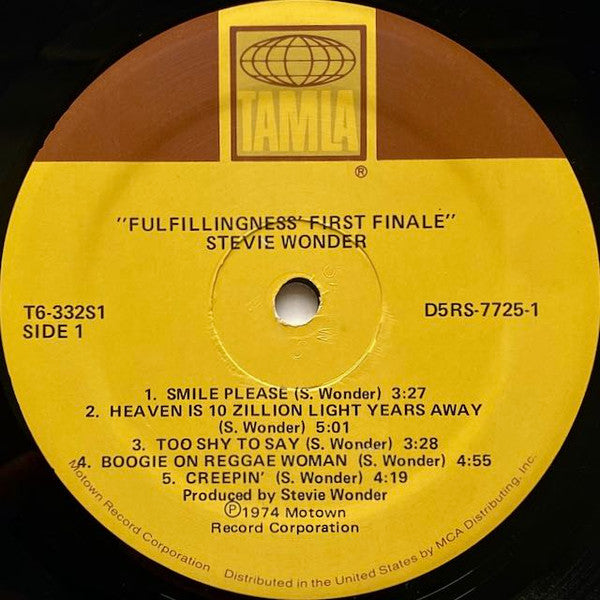 TAMLA
®
"FULFILLINGNESS' FIRST FINALE"
STEVIE WONDER
T6-332S1
SIDE 1
D5RS-7725-1
1. SMILE PLEASE (S. Wonder) 3:27
2. HEAVEN IS 10 ZILLION LIGHT YEARS AWAY
(S. Wonder) 5:01
3. TOO SHY TO SAY (S. Wonder) 3:28
4. BOOGIE ON REGGAE WOMAN (S. Wonder) 4:55
5. CREEPIN' (S. Wonder) 4:19
Produced by Stevie Wonder
Ⓟ1974 Motown
Record Corporation
Motown Record Corporation
Distributed in the United States by MCA Distributing, Inc.